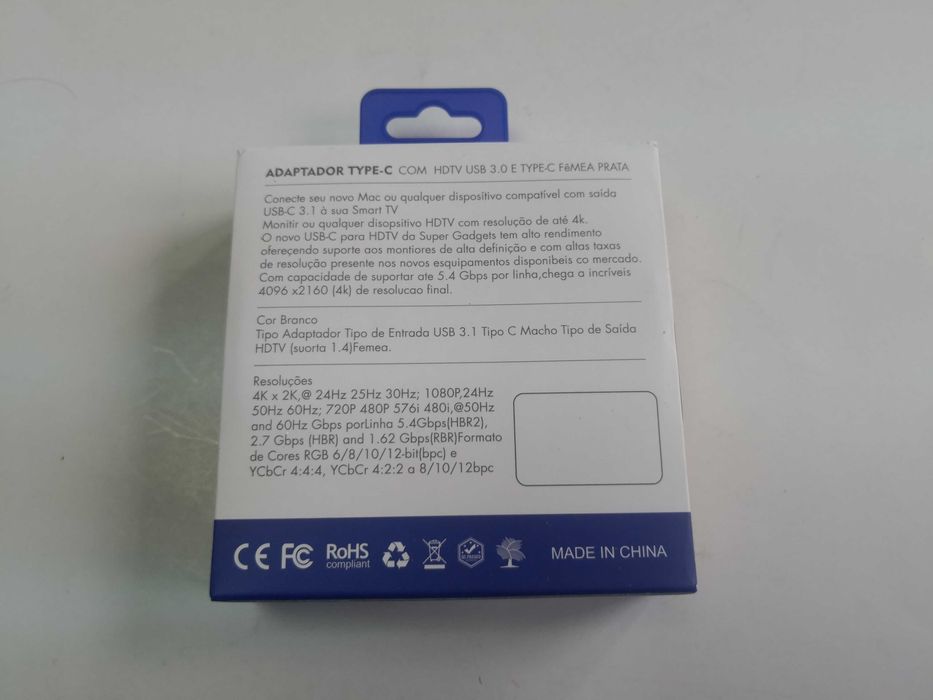 ADAPTADOR TYPE-C COM HDTV USB 3.0 E TYPE-C FêMEA PRATA
Conecte seu novo Mac ou qualquer dispositivo compatível com saída
USB-C 3.1 à sua Smart TV
Monitir ou qualquer disopsitivo HDTV com resolução de até 4k.
O novo USB-C para HDTV da Super Gadgets tem alto rendimento
ofereçendo suporte aos montiores de alta definição e com altas taxas
de resolução presente nos novos esquipamentos disponibeis co mercado.
Com capacidade de suportar ate 5.4 Gbps por linha,chega a incríveis
4096 x2160 (4k) de resolucao final.
Cor Branco
Tipo Adaptador Tipo de Entrada USB 3.1 Tipo C Macho Tipo de Saída
HDTV (suorta 1.4)Femea.
Resoluções
4K x 2K,@ 24Hz 25Hz 30Hz; 1080P,24Hz
50Hz 60Hz; 720P 480P 576i 480i,@50Hz
and 60Hz Gbps porLinha 5.4Gbps(HBR2),
2.7 Gbps (HBR) and 1.62 Gbps(RBR)Formato
de Cores RGB 6/8/10/12-bit(bpc) e
YCbCr 4:4:4, YCbCr 4:2:2 a 8/10/12bpc
CE FC RoHS compliant MADE IN CHINA